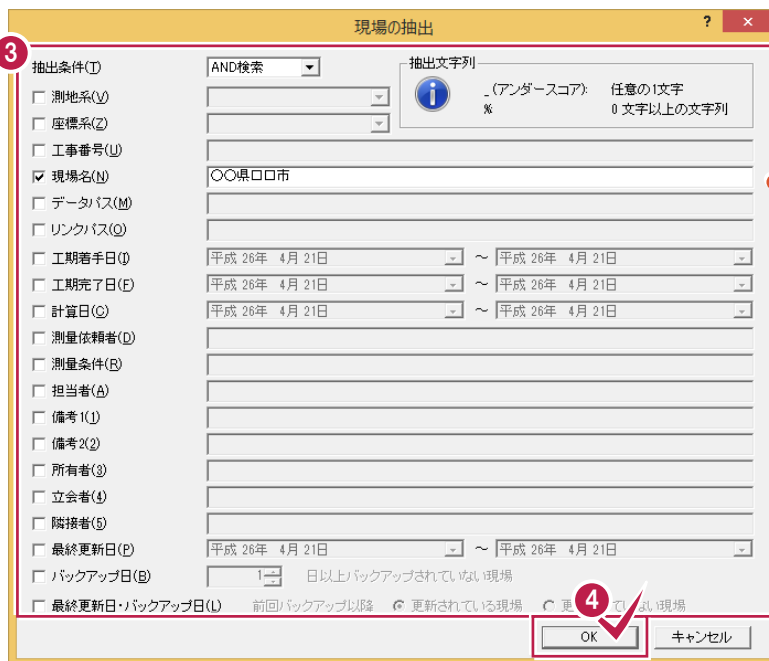 現場の抽出 ? ×
3
抽出条件(T) AND検索 抽出文字列
_(アンダースコア): 任意の1文字
% 0 文字以上の文字列
測地系(V)
座標系(Z)
工事番号(U)
現場名(N) 〇〇県ロロ市
データパス(M)
リンクパス(O)
工期着手日(I) 平成 26年 4月 21日 ～ 平成 26年 4月 21日
工期完了日(F) 平成 26年 4月 21日 ～ 平成 26年 4月 21日
計算日(C) 平成 26年 4月 21日 ～ 平成 26年 4月 21日
測量依頼者(D)
測量条件(R)
担当者(A)
備考1(1)
備考2(2)
所有者(3)
立会者(4)
隣接者(5)
最終更新日(P) 平成 26年 4月 21日 ～ 平成 26年 4月 21日
バックアップ日(B) 1 日以上バックアップされていない現場
最終更新日・バックアップ日(L) 前回バックアップ以降 更新されている現場 更 ていない現場
4
OK キャンセル